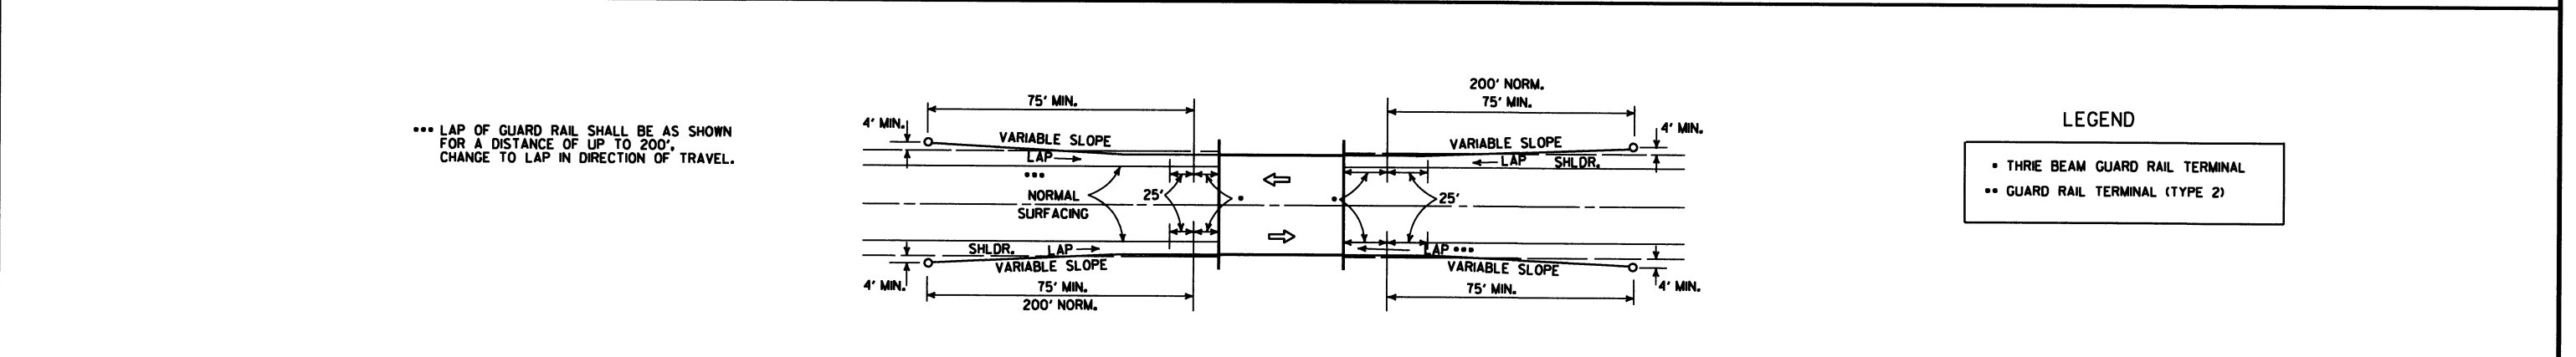 ••• LAP OF GUARD RAIL SHALL BE AS SHOWN
FOR A DISTANCE OF UP TO 200',
CHANGE TO LAP IN DIRECTION OF TRAVEL.
75' MIN.
200' NORM.
75' MIN.
4' MIN.
VARIABLE SLOPE
LAP
•••
VARIABLE SLOPE
4' MIN.
LAP SHLDR.
NORMAL
SURFACING
25'
•
•
25'
SHLDR. LAP
VARIABLE SLOPE
LAP •••
VARIABLE SLOPE
4' MIN.
75' MIN.
200' NORM.
75' MIN.
4' MIN.
LEGEND
• THRIE BEAM GUARD RAIL TERMINAL
•• GUARD RAIL TERMINAL (TYPE 2)